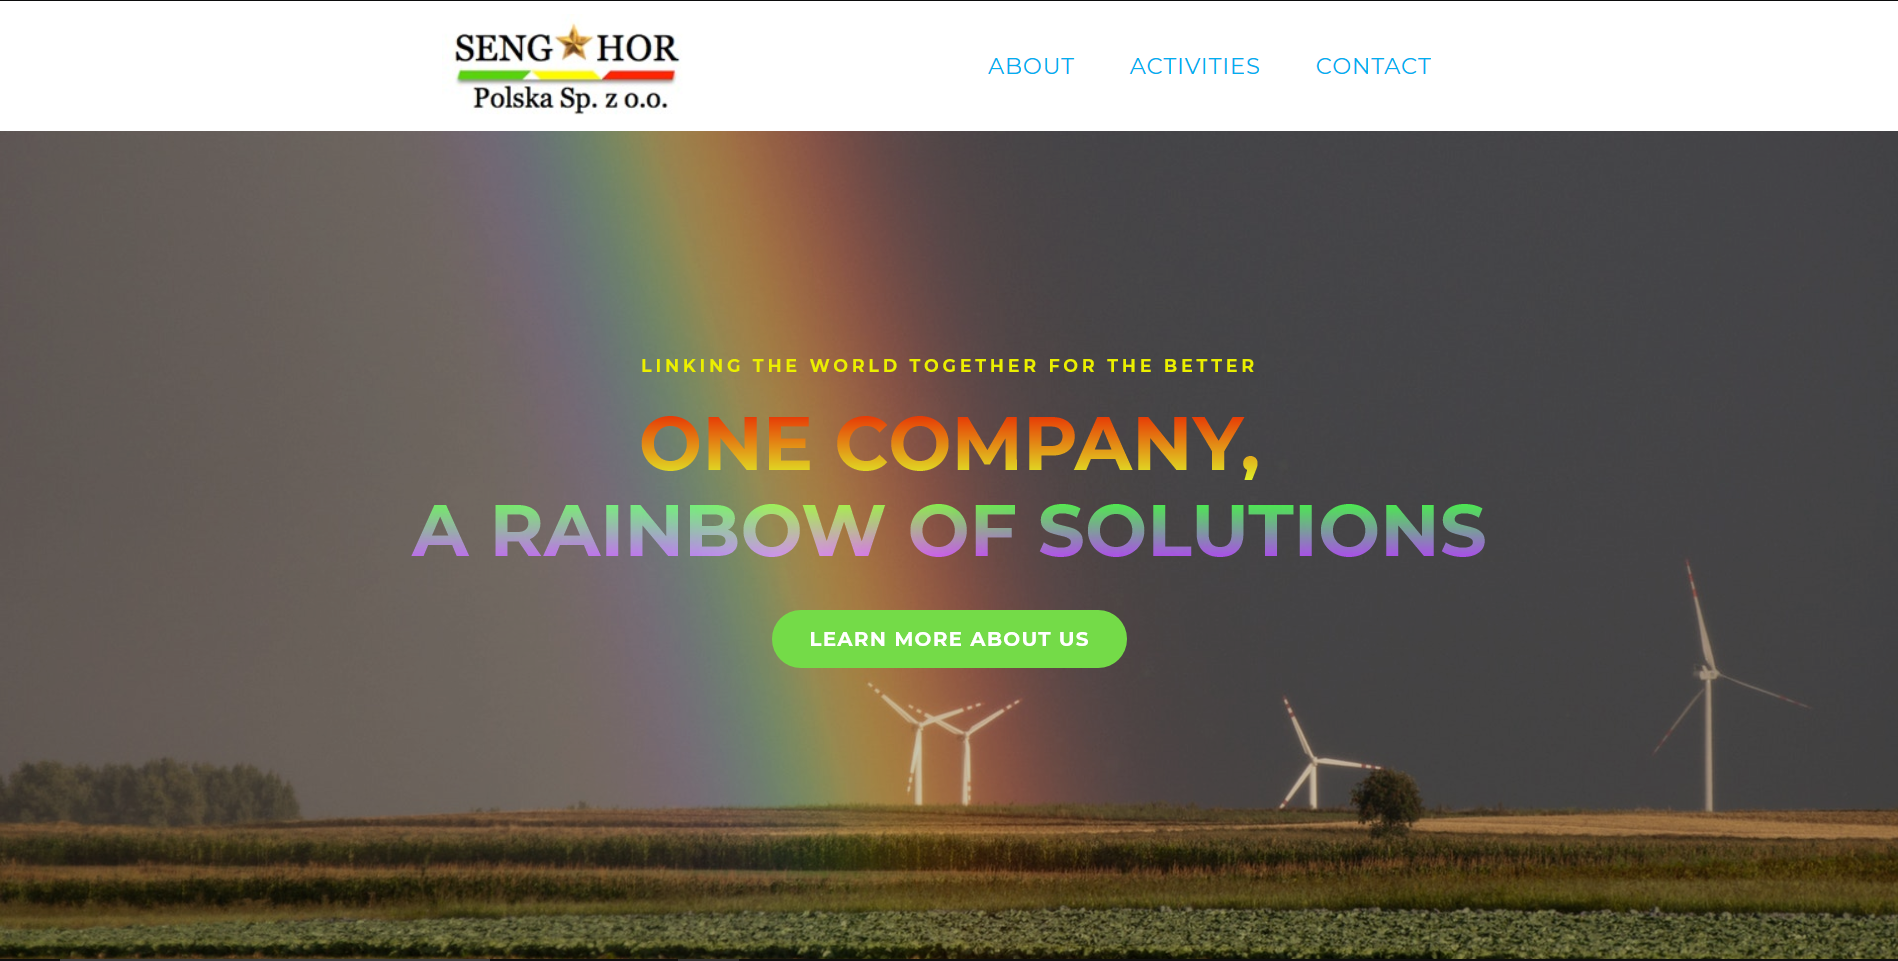 SENG HOR
Polska Sp. z o.o.
ABOUT ACTIVITIES CONTACT
LINKING THE WORLD TOGETHER FOR THE BETTER
ONE COMPANY,
A RAINBOW OF SOLUTIONS
LEARN MORE ABOUT US